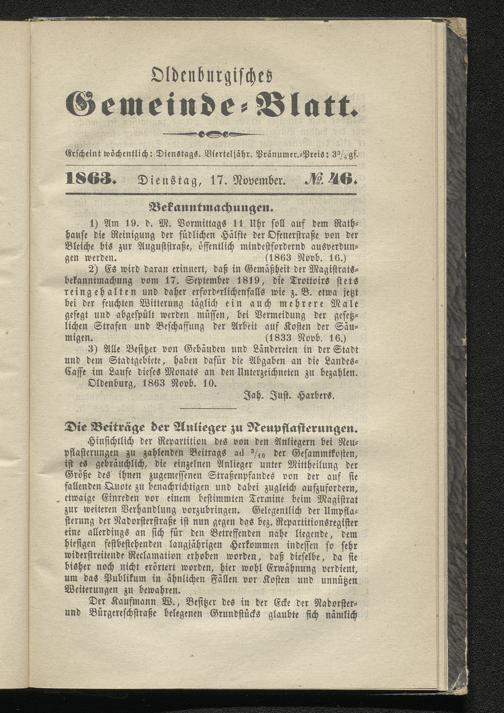 Oldenburgisches
Gemeinde-Blatt.
Erscheint wöchentlich: Dienstags. Vierteljähr. Pränumer.-Preis: 3¾ gſ.
1863. Dienstag, 17. November. №. 46.
Bekanntmachungen.
1) Am 19. d. M. Vormittags 11 Uhr ſoll auf dem Rath-
hauſe die Reinigung der ſüdlichen Hälfte der Ofenerſtraße von der
Bleiche bis zur Auguſtſtraße, öffentlich mindeſtfordernd ausverdun-
gen werden. (1863 Novb. 16.)
2) Es wird daran erinnert, daß in Gemäßheit der Magiſtrats-
bekanntmachung vom 17. September 1819, die Trottoirs ſtets
reingehalten und daher erforderlichenfalls wie z. B. etwa jetzt
bei der feuchten Witterung täglich ein auch mehrere Male
gefegt und abgeſpült werden müſſen, bei Vermeidung der geſetz-
lichen Strafen und Beſchaffung der Arbeit auf Koſten der Säu-
migen. (1833 Novb. 16.)
3) Alle Beſitzer von Gebäuden und Ländereien in der Stadt
und dem Stadtgebiete, haben dafür die Abgaben an die Landes-
Caſſe im Laufe dieſes Monats an den Unterzeichneten zu bezahlen.
Oldenburg, 1863 Novb. 10.
Joh. Juſt. Harbers.
Die Beiträge der Anlieger zu Neupflaſterungen.
Hinſichtlich der Repartition des von den Anliegern bei Neu-
pflaſterungen zu zahlenden Beitrags ad ³/₁₀ der Geſammtkoſten,
iſt es gebräuchlich, die einzelnen Anlieger unter Mittheilung der
Größe des ihnen zugemeſſenen Straßenpfandes von der auf ſie
fallenden Quote zu benachrichtigen und dabei zugleich aufzufordern,
etwaige Einreden vor einem beſtimmten Termine beim Magiſtrat
zur weiteren Verhandlung vorzubringen. Gelegentlich der Umpfla-
ſterung der Nadorſterſtraße iſt nun gegen das bez. Repartitionsregiſter
eine allerdings an ſich für den Betreffenden nahe liegende, dem
hieſigen feſtbeſtehenden langjährigen Herkommen indeſſen ſo ſehr
widerſtreitende Reclamation erhoben worden, daß dieſelbe, da ſie
bisher noch nicht erörtert worden, hier wohl Erwähnung verdient,
um das Publikum in ähnlichen Fällen vor Koſten und unnützen
Weiterungen zu bewahren.
Der Kaufmann W., Beſitzer des in der Ecke der Nadorſter-
und Bürgereſchſtraße belegenen Grundſtücks glaubte ſich nämlich